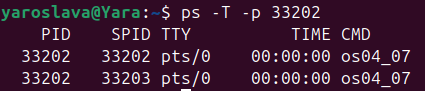 yaroslava@Yara:~$ ps -T -p 33202
PID SPID TTY TIME CMD
33202 33202 pts/0 00:00:00 os04_07
33202 33203 pts/0 00:00:00 os04_07